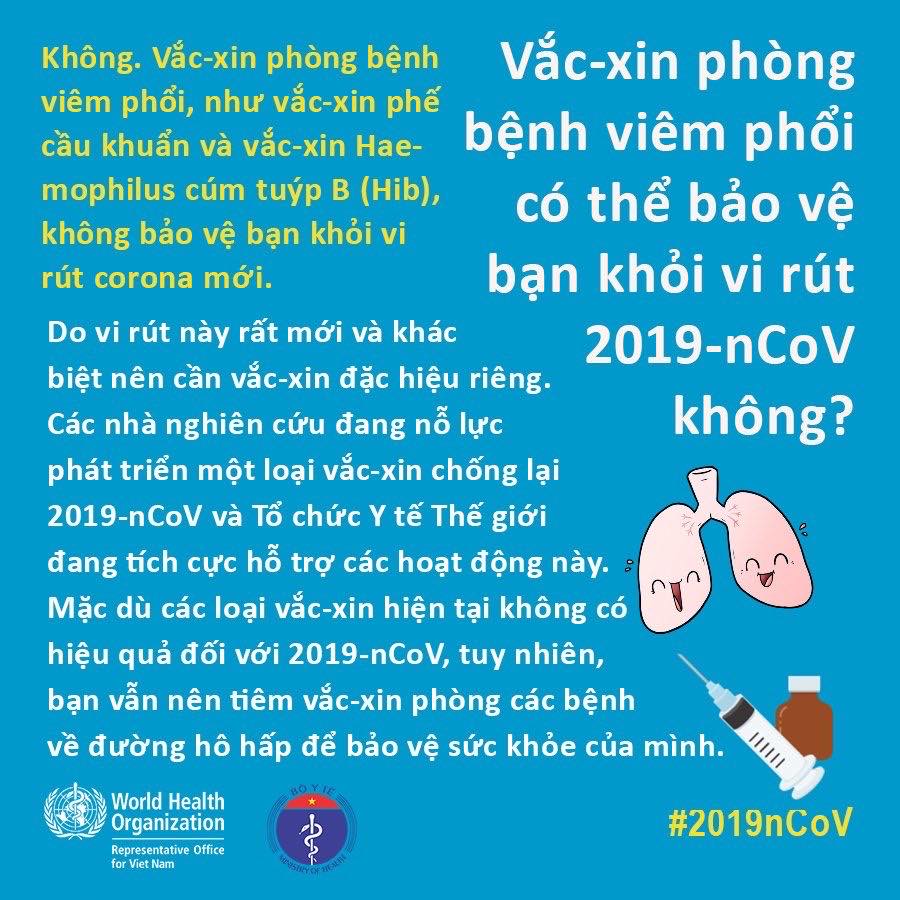 Vắc-xin phòng
bệnh viêm phổi
có thể bảo vệ
bạn khỏi vi rút
2019-nCoV
không?
Không. Vắc-xin phòng bệnh
viêm phổi, như vắc-xin phế
cầu khuẩn và vắc-xin Hae-
mophilus cúm tuýp B (Hib),
không bảo vệ bạn khỏi vi
rút corona mới.
Do vi rút này rất mới và khác
biệt nên cần vắc-xin đặc hiệu riêng.
Các nhà nghiên cứu đang nỗ lực
phát triển một loại vắc-xin chống lại
2019-nCoV và Tổ chức Y tế Thế giới
đang tích cực hỗ trợ các hoạt động này.
Mặc dù các loại vắc-xin hiện tại không có
hiệu quả đối với 2019-nCoV, tuy nhiên,
bạn vẫn nên tiêm vắc-xin phòng các bệnh
về đường hô hấp để bảo vệ sức khỏe của mình.
World Health
Organization
Representative Office
for Viet Nam
BỘ Y TẾ
MINISTRY OF HEALTH
#2019nCoV